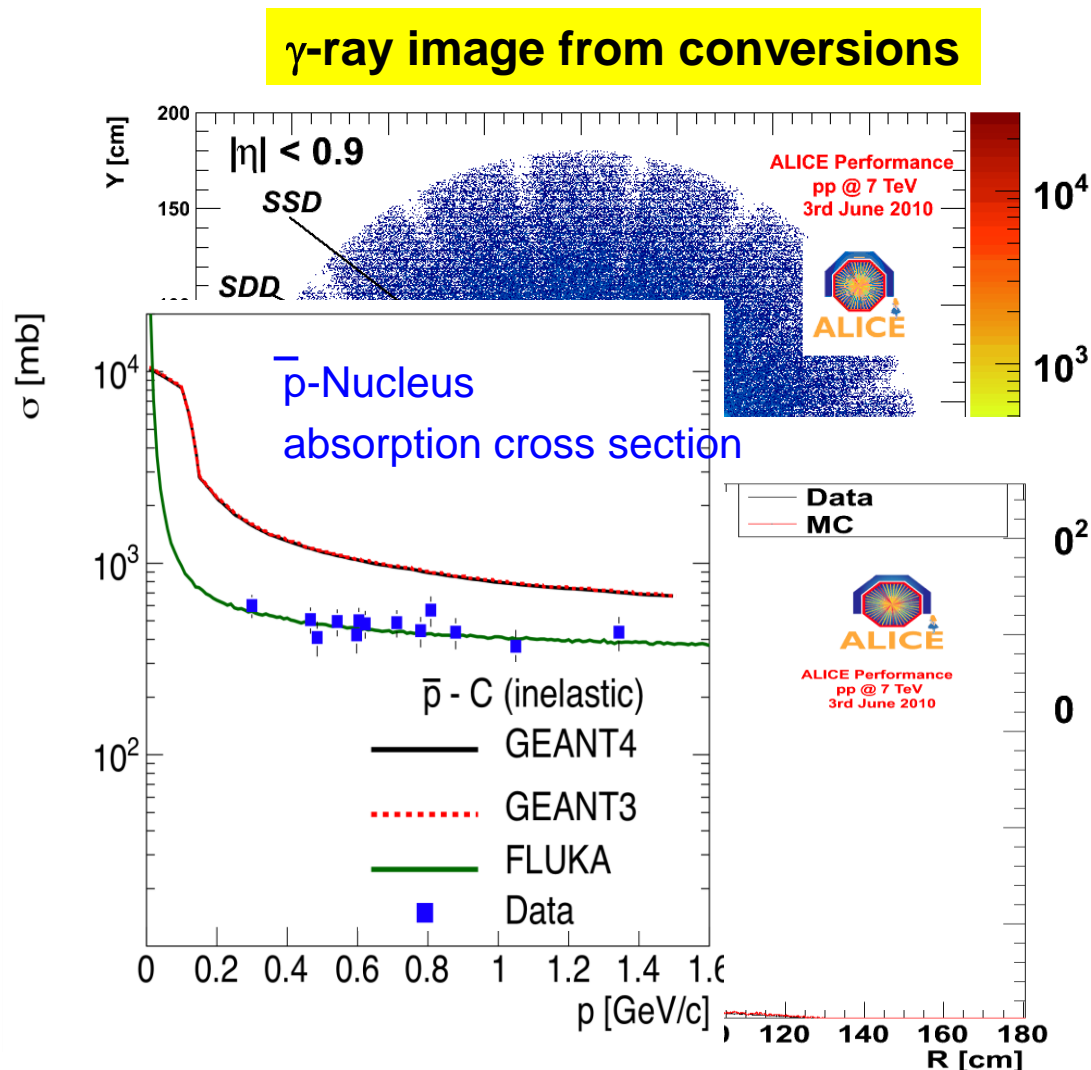 γ-ray image from conversions
Y [cm]
200
|η| < 0.9
ALICE Performance
pp @ 7 TeV
3rd June 2010
10⁴
150
SSD
SDD
ALICE
10³
σ [mb]
10⁴
p̅-Nucleus
absorption cross section
Data
MC
0²
10³
ALICE
ALICE Performance
pp @ 7 TeV
3rd June 2010
p̅ - C (inelastic)
0
GEANT4
10²
GEANT3
FLUKA
Data
0 0.2 0.4 0.6 0.8 1 1.2 1.4 1.6
p [GeV/c]
120 140 160 180
R [cm]